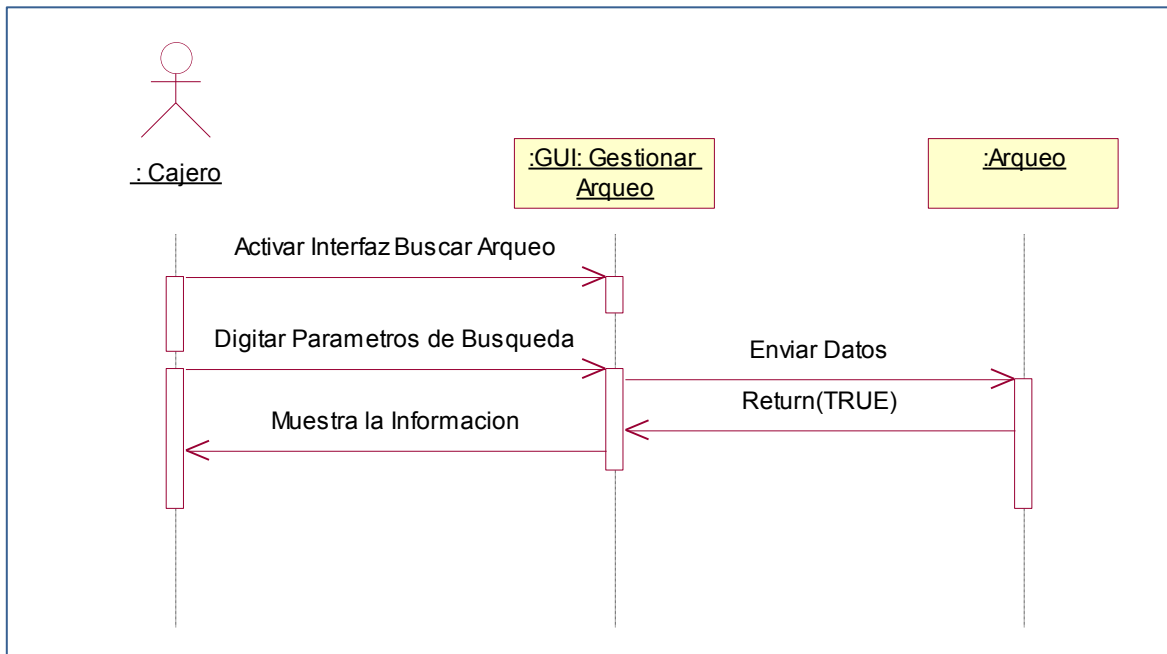 : Cajero
:GUI: Gestionar
Arqueo
:Arqueo
Activar Interfaz Buscar Arqueo
Digitar Parametros de Busqueda
Enviar Datos
Return(TRUE)
Muestra la Informacion